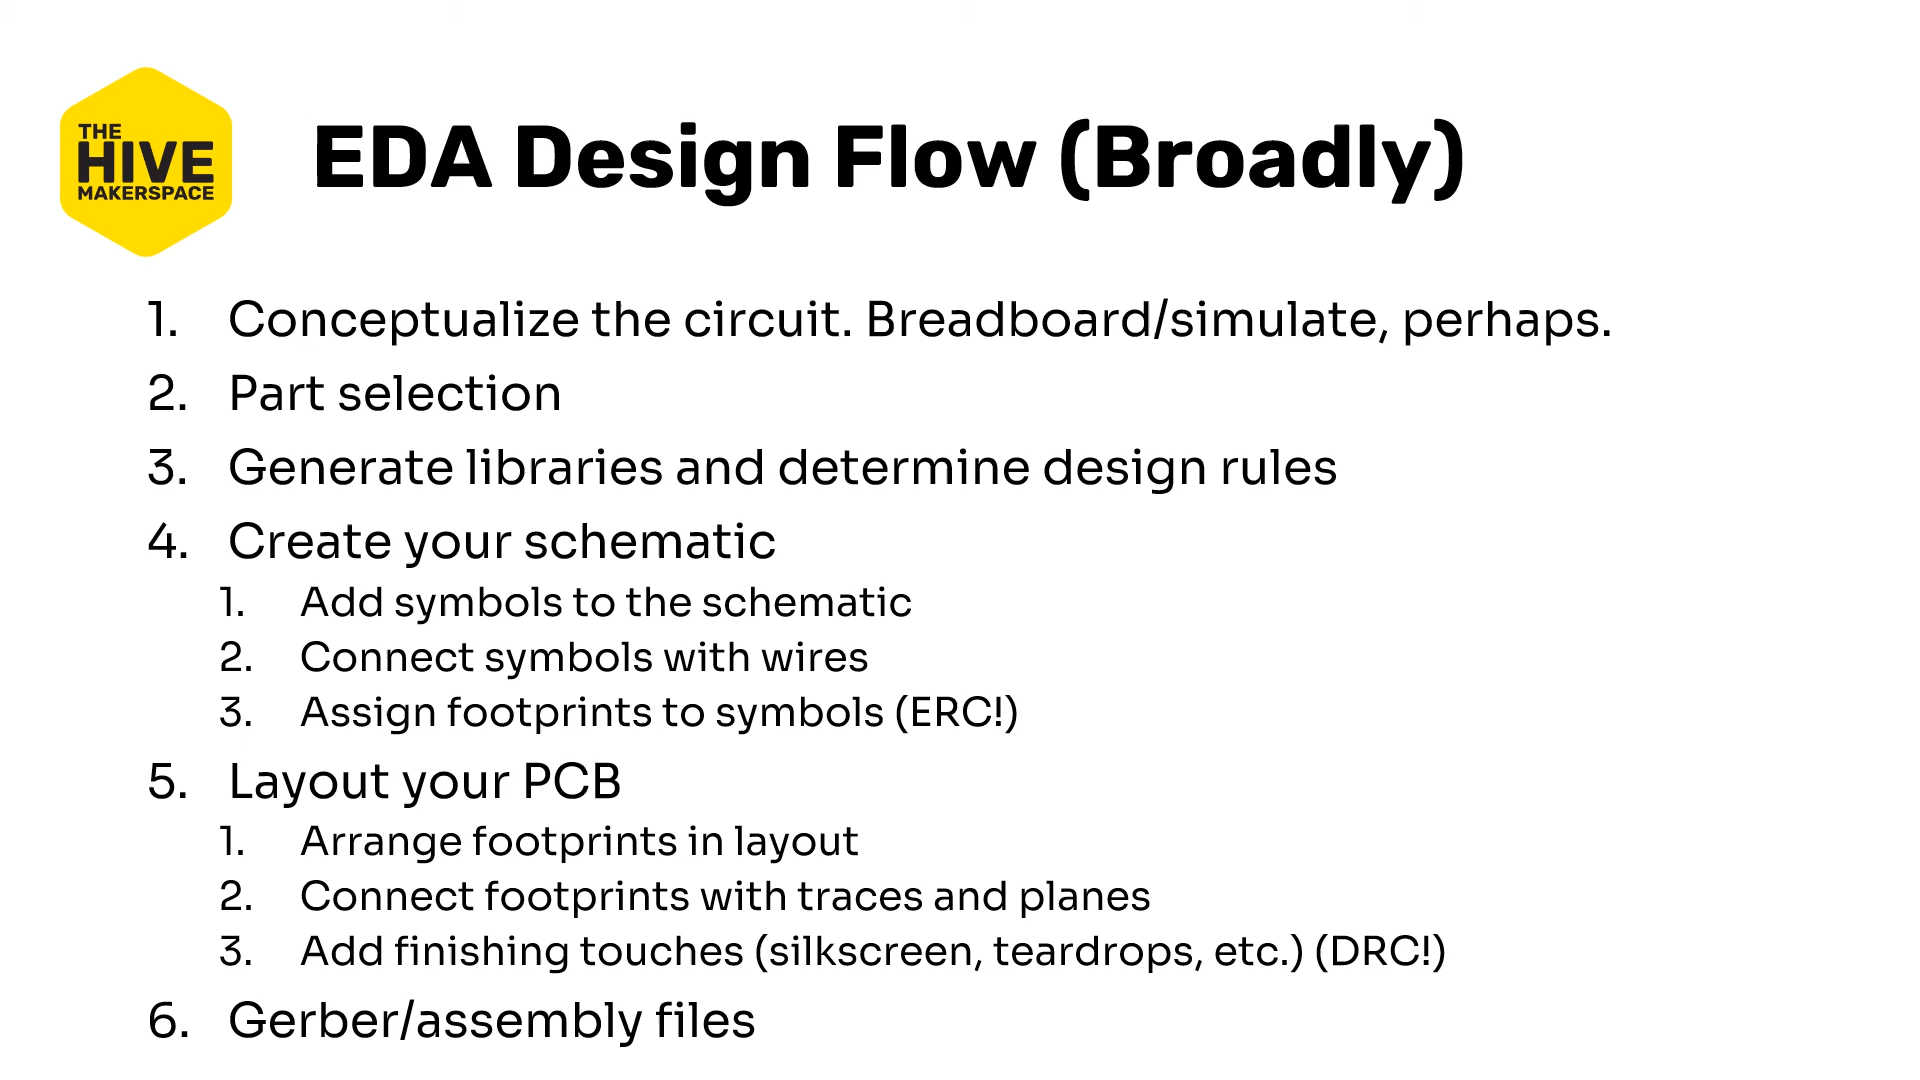 THE
HIVE
MAKERSPACE
EDA Design Flow (Broadly)
1. Conceptualize the circuit. Breadboard/simulate, perhaps.
2. Part selection
3. Generate libraries and determine design rules
4. Create your schematic
1. Add symbols to the schematic
2. Connect symbols with wires
3. Assign footprints to symbols (ERC!)
5. Layout your PCB
1. Arrange footprints in layout
2. Connect footprints with traces and planes
3. Add finishing touches (silkscreen, teardrops, etc.) (DRC!)
6. Gerber/assembly files